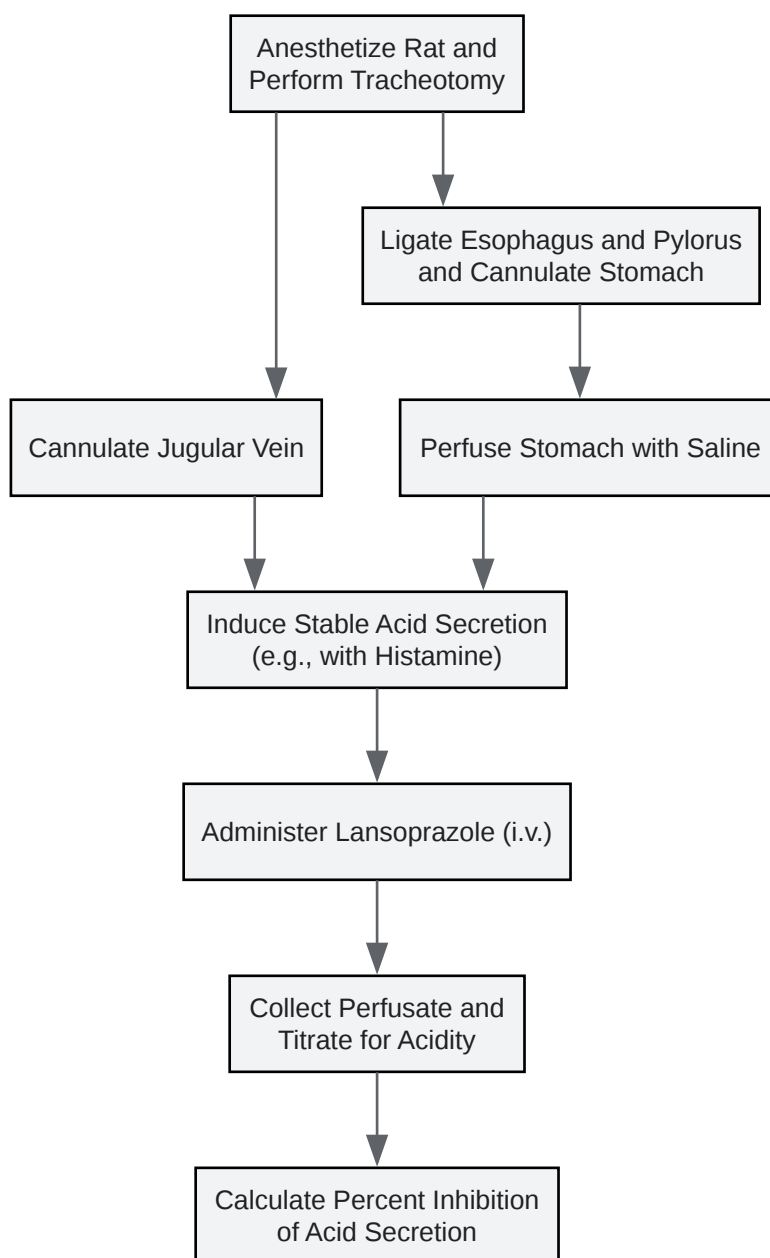 Anesthetize Rat and
Perform Tracheotomy
Ligate Esophagus and Pylorus
and Cannulate Stomach
Cannulate Jugular Vein
Perfuse Stomach with Saline
Induce Stable Acid Secretion
(e.g., with Histamine)
Administer Lansoprazole (i.v.)
Collect Perfusate and
Titrate for Acidity
Calculate Percent Inhibition
of Acid Secretion